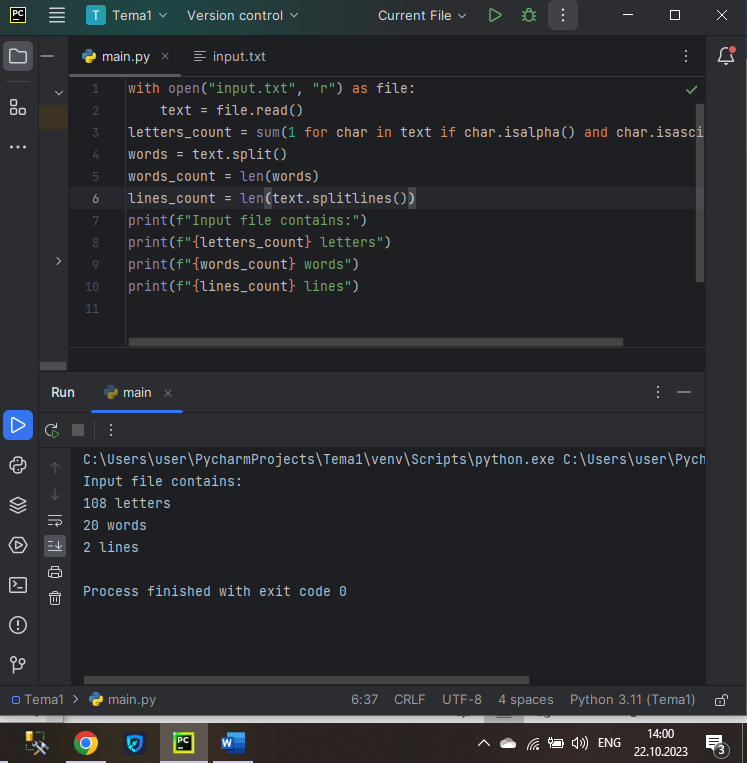 PC
T Tema1 Version control Current File
main.py input.txt
1 with open("input.txt", "r") as file:
2 text = file.read()
3 letters_count = sum(1 for char in text if char.isalpha() and char.isasci
4 words = text.split()
5 words_count = len(words)
6 lines_count = len(text.splitlines())
7 print(f"Input file contains:")
8 print(f"{letters_count} letters")
9 print(f"{words_count} words")
10 print(f"{lines_count} lines")
11
Run main
C:\Users\user\PycharmProjects\Tema1\venv\Scripts\python.exe C:\Users\user\Pych
Input file contains:
108 letters
20 words
2 lines
Process finished with exit code 0
Tema1 main.py 6:37 CRLF UTF-8 4 spaces Python 3.11 (Tema1)
PC W ENG 14:00
22.10.2023 3